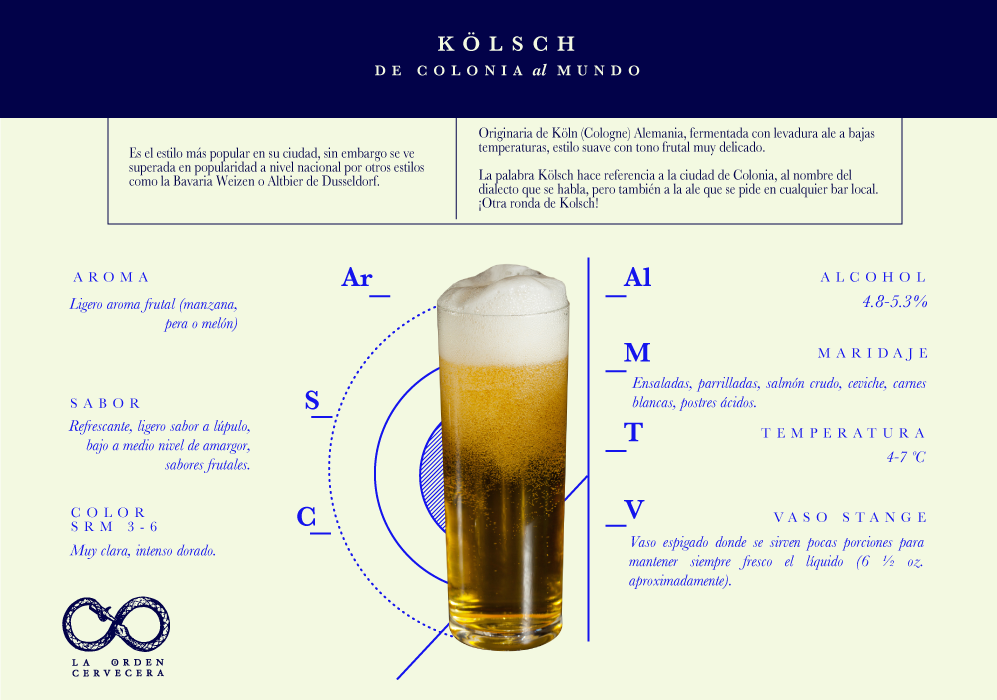 KÖLSCH
DE COLONIA al MUNDO
Es el estilo más popular en su ciudad, sin embargo se ve
superada en popularidad a nivel nacional por otros estilos
como la Bavaria Weizen o Altbier de Dusseldorf.
Originaria de Köln (Cologne) Alemania, fermentada con levadura ale a bajas
temperaturas, estilo suave con tono frutal muy delicado.
La palabra Kölsch hace referencia a la ciudad de Colonia, al nombre del
dialecto que se habla, pero también a la ale que se pide en cualquier bar local.
¡Otra ronda de Kolsch!
AROMA
Ligero aroma frutal (manzana,
pera o melón)
Ar_
SABOR
Refrescante, ligero sabor a lúpulo,
bajo a medio nivel de amargor,
sabores frutales.
S_
COLOR
SRM 3-6
Muy clara, intenso dorado.
C_
_Al
ALCOHOL
4.8-5.3%
_M
MARIDAJE
Ensaladas, parrilladas, salmón crudo, ceviche, carnes
blancas, postres ácidos.
_T
TEMPERATURA
4-7 ºC
_V
VASO STANGE
Vaso espigado donde se sirven pocas porciones para
mantener siempre fresco el líquido (6 ½ oz.
aproximadamente).
LA ORDEN
CERVECERA